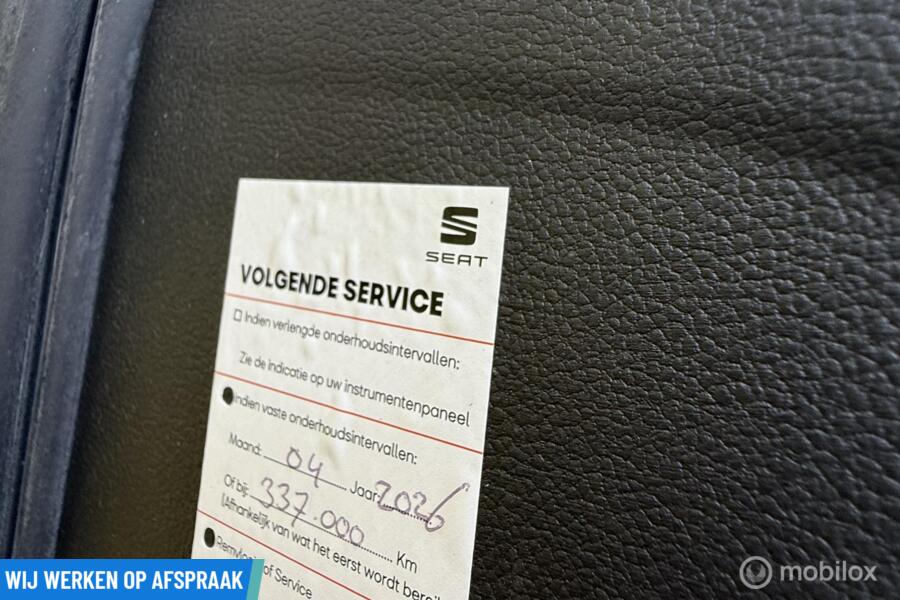 SEAT
VOLGENDE SERVICE
Indien verlengde onderhoudsintervallen:
Zie de indicatie op uw instrumentenpaneel
Indien vaste onderhoudsintervallen:
Maand: 04 Jaar: 2026
Of bij: 337.000 Km
(Afhankelijk van wat het eerst wordt
of Service
WIJ WERKEN OP AFSPRAAK
mobilox